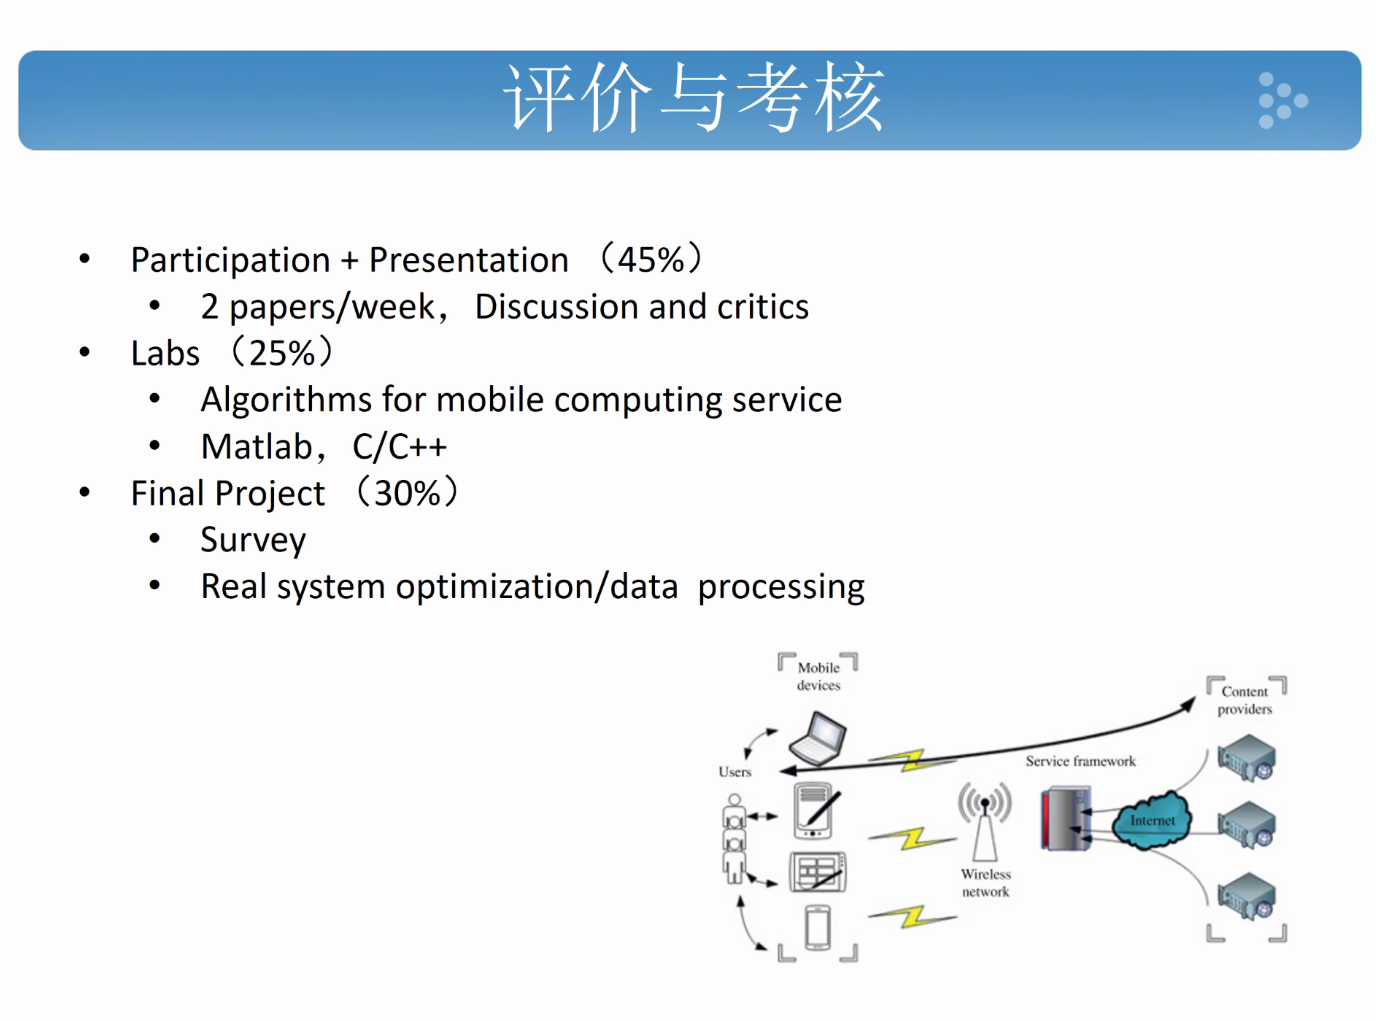 评价与考核
• Participation + Presentation （45%）
• 2 papers/week，Discussion and critics
• Labs （25%）
• Algorithms for mobile computing service
• Matlab，C/C++
• Final Project （30%）
• Survey
• Real system optimization/data  processing
Mobile
devices
Content
providers
Users
Service framework
Internet
Wireless
network